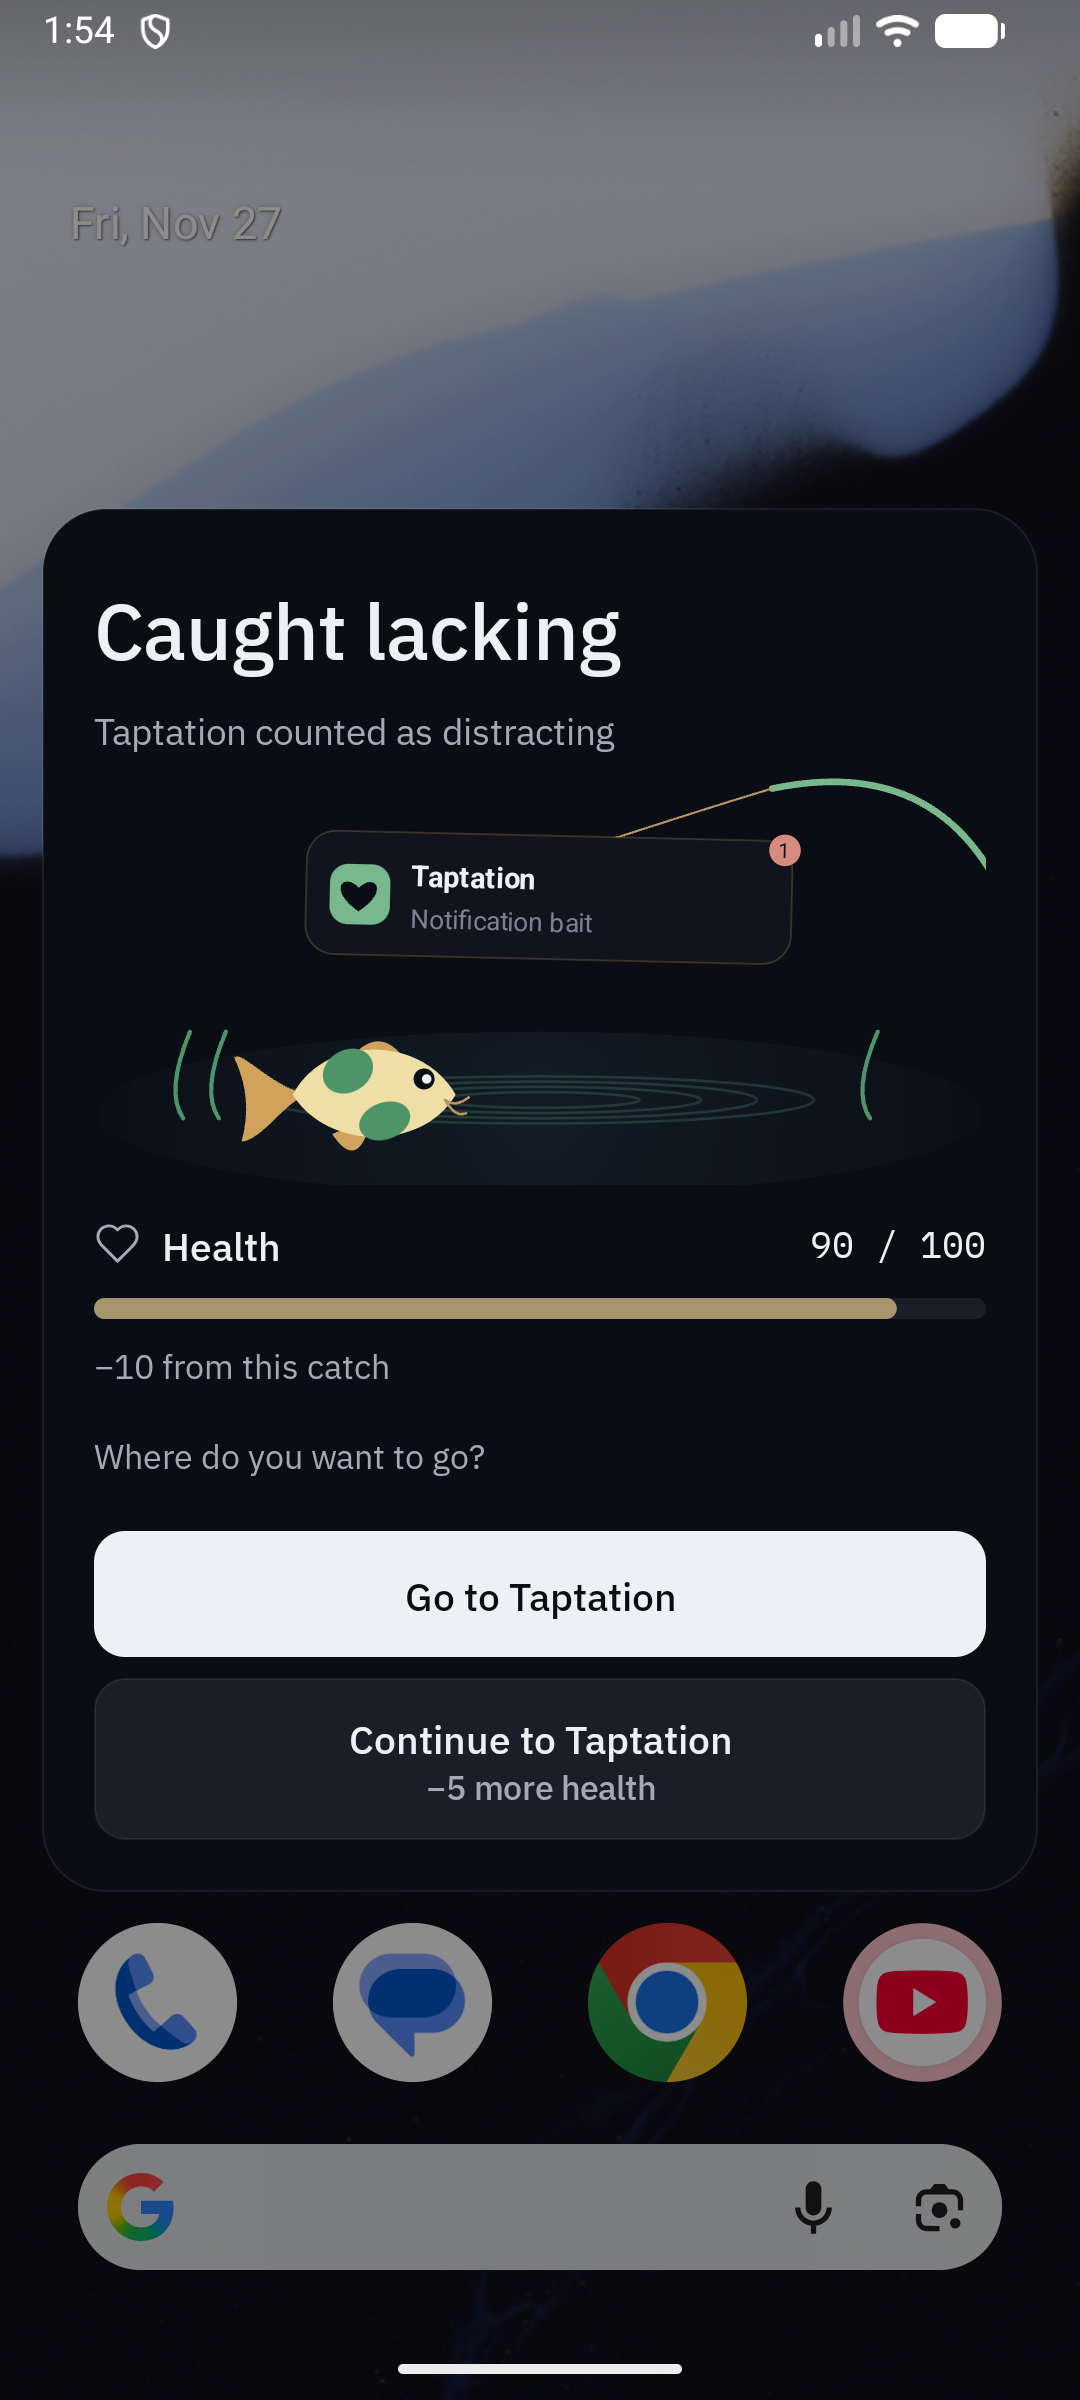 1:54
Fri, Nov 27
Caught lacking
Taptation counted as distracting
1
Taptation
Notification bait
Health
90 / 100
−10 from this catch
Where do you want to go?
Go to Taptation
Continue to Taptation
−5 more health